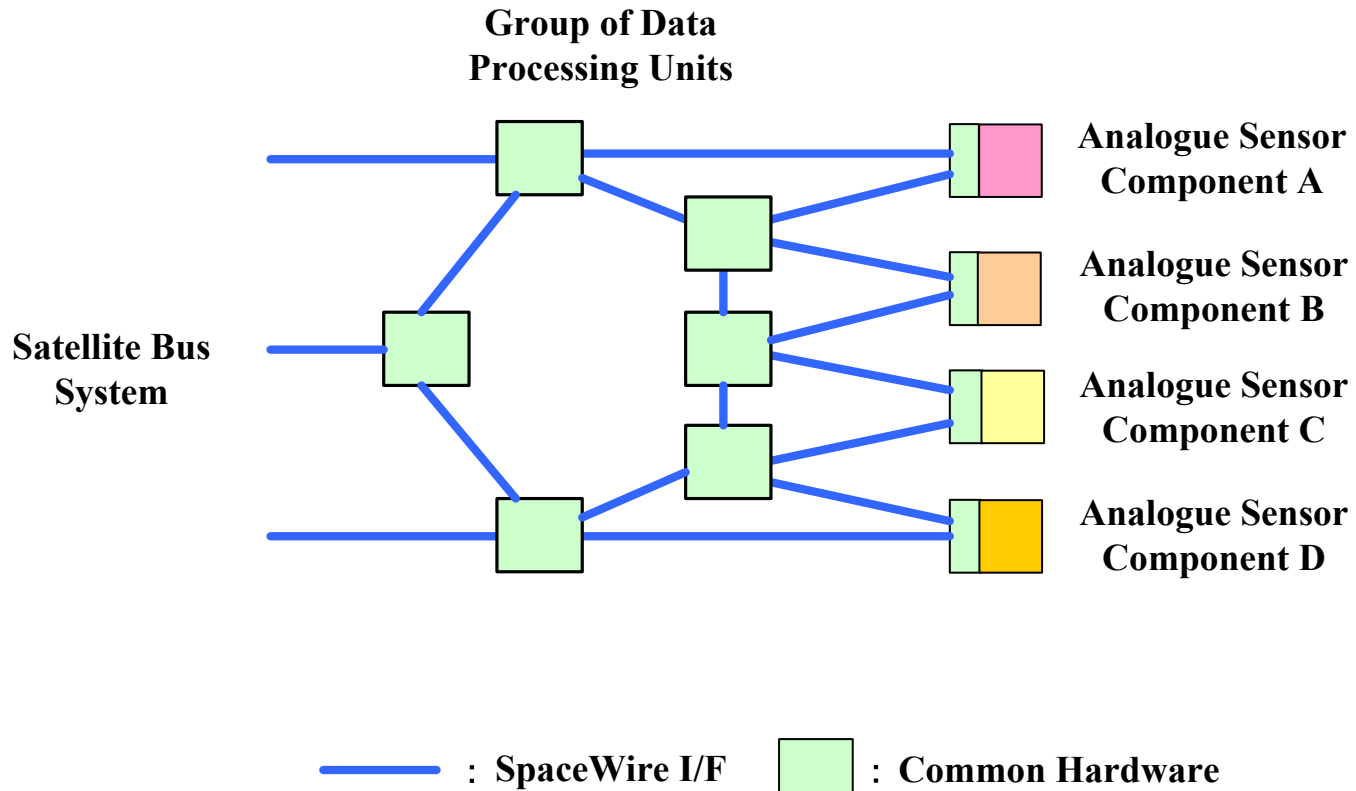 Group of Data
Processing Units
Analogue Sensor
Component A
Analogue Sensor
Component B
Satellite Bus
System
Analogue Sensor
Component C
Analogue Sensor
Component D
: SpaceWire I/F
: Common Hardware